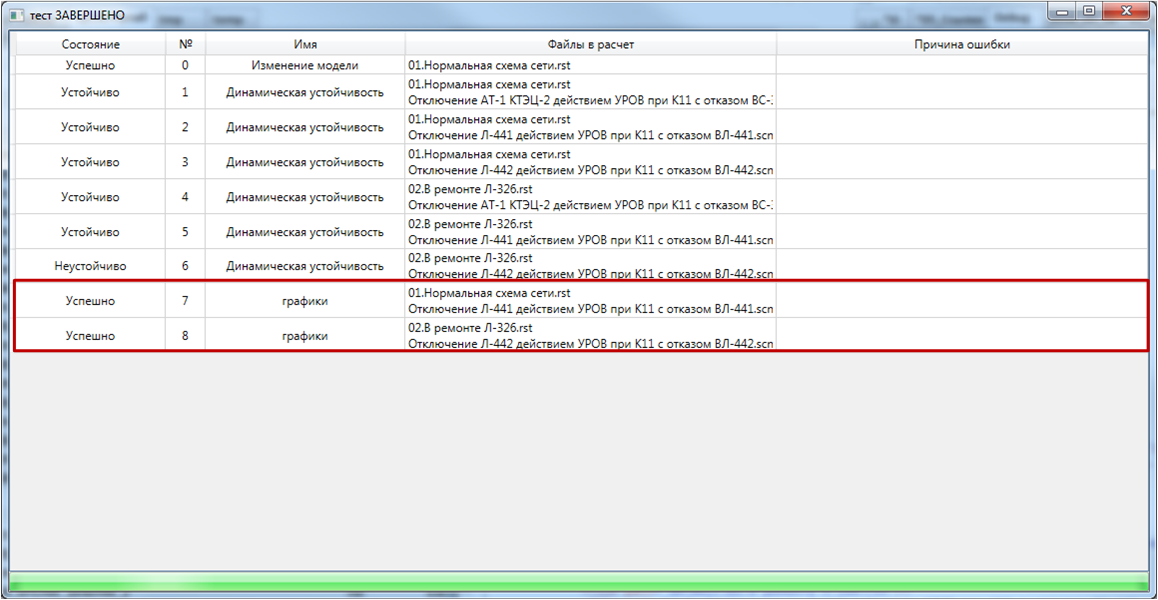 тест ЗАВЕРШЕНО
Состояние № Имя Файлы в расчет Причина ошибки
Успешно 0 Изменение модели 01.Нормальная схема сети.rst
Устойчиво 1 Динамическая устойчивость 01.Нормальная схема сети.rst
Отключение АТ-1 КТЭЦ-2 действием УРОВ при К11 с отказом ВС-
Устойчиво 2 Динамическая устойчивость 01.Нормальная схема сети.rst
Отключение Л-441 действием УРОВ при К11 с отказом ВЛ-441.scn
Устойчиво 3 Динамическая устойчивость 01.Нормальная схема сети.rst
Отключение Л-442 действием УРОВ при К11 с отказом ВЛ-442.scn
Устойчиво 4 Динамическая устойчивость 02.В ремонте Л-326.rst
Отключение АТ-1 КТЭЦ-2 действием УРОВ при К11 с отказом ВС-
Устойчиво 5 Динамическая устойчивость 02.В ремонте Л-326.rst
Отключение Л-441 действием УРОВ при К11 с отказом ВЛ-441.scn
Неустойчиво 6 Динамическая устойчивость 02.В ремонте Л-326.rst
Отключение Л-442 действием УРОВ при К11 с отказом ВЛ-442.scn
Успешно 7 графики 01.Нормальная схема сети.rst
Отключение Л-441 действием УРОВ при К11 с отказом ВЛ-441.scn
Успешно 8 графики 02.В ремонте Л-326.rst
Отключение Л-442 действием УРОВ при К11 с отказом ВЛ-442.scn